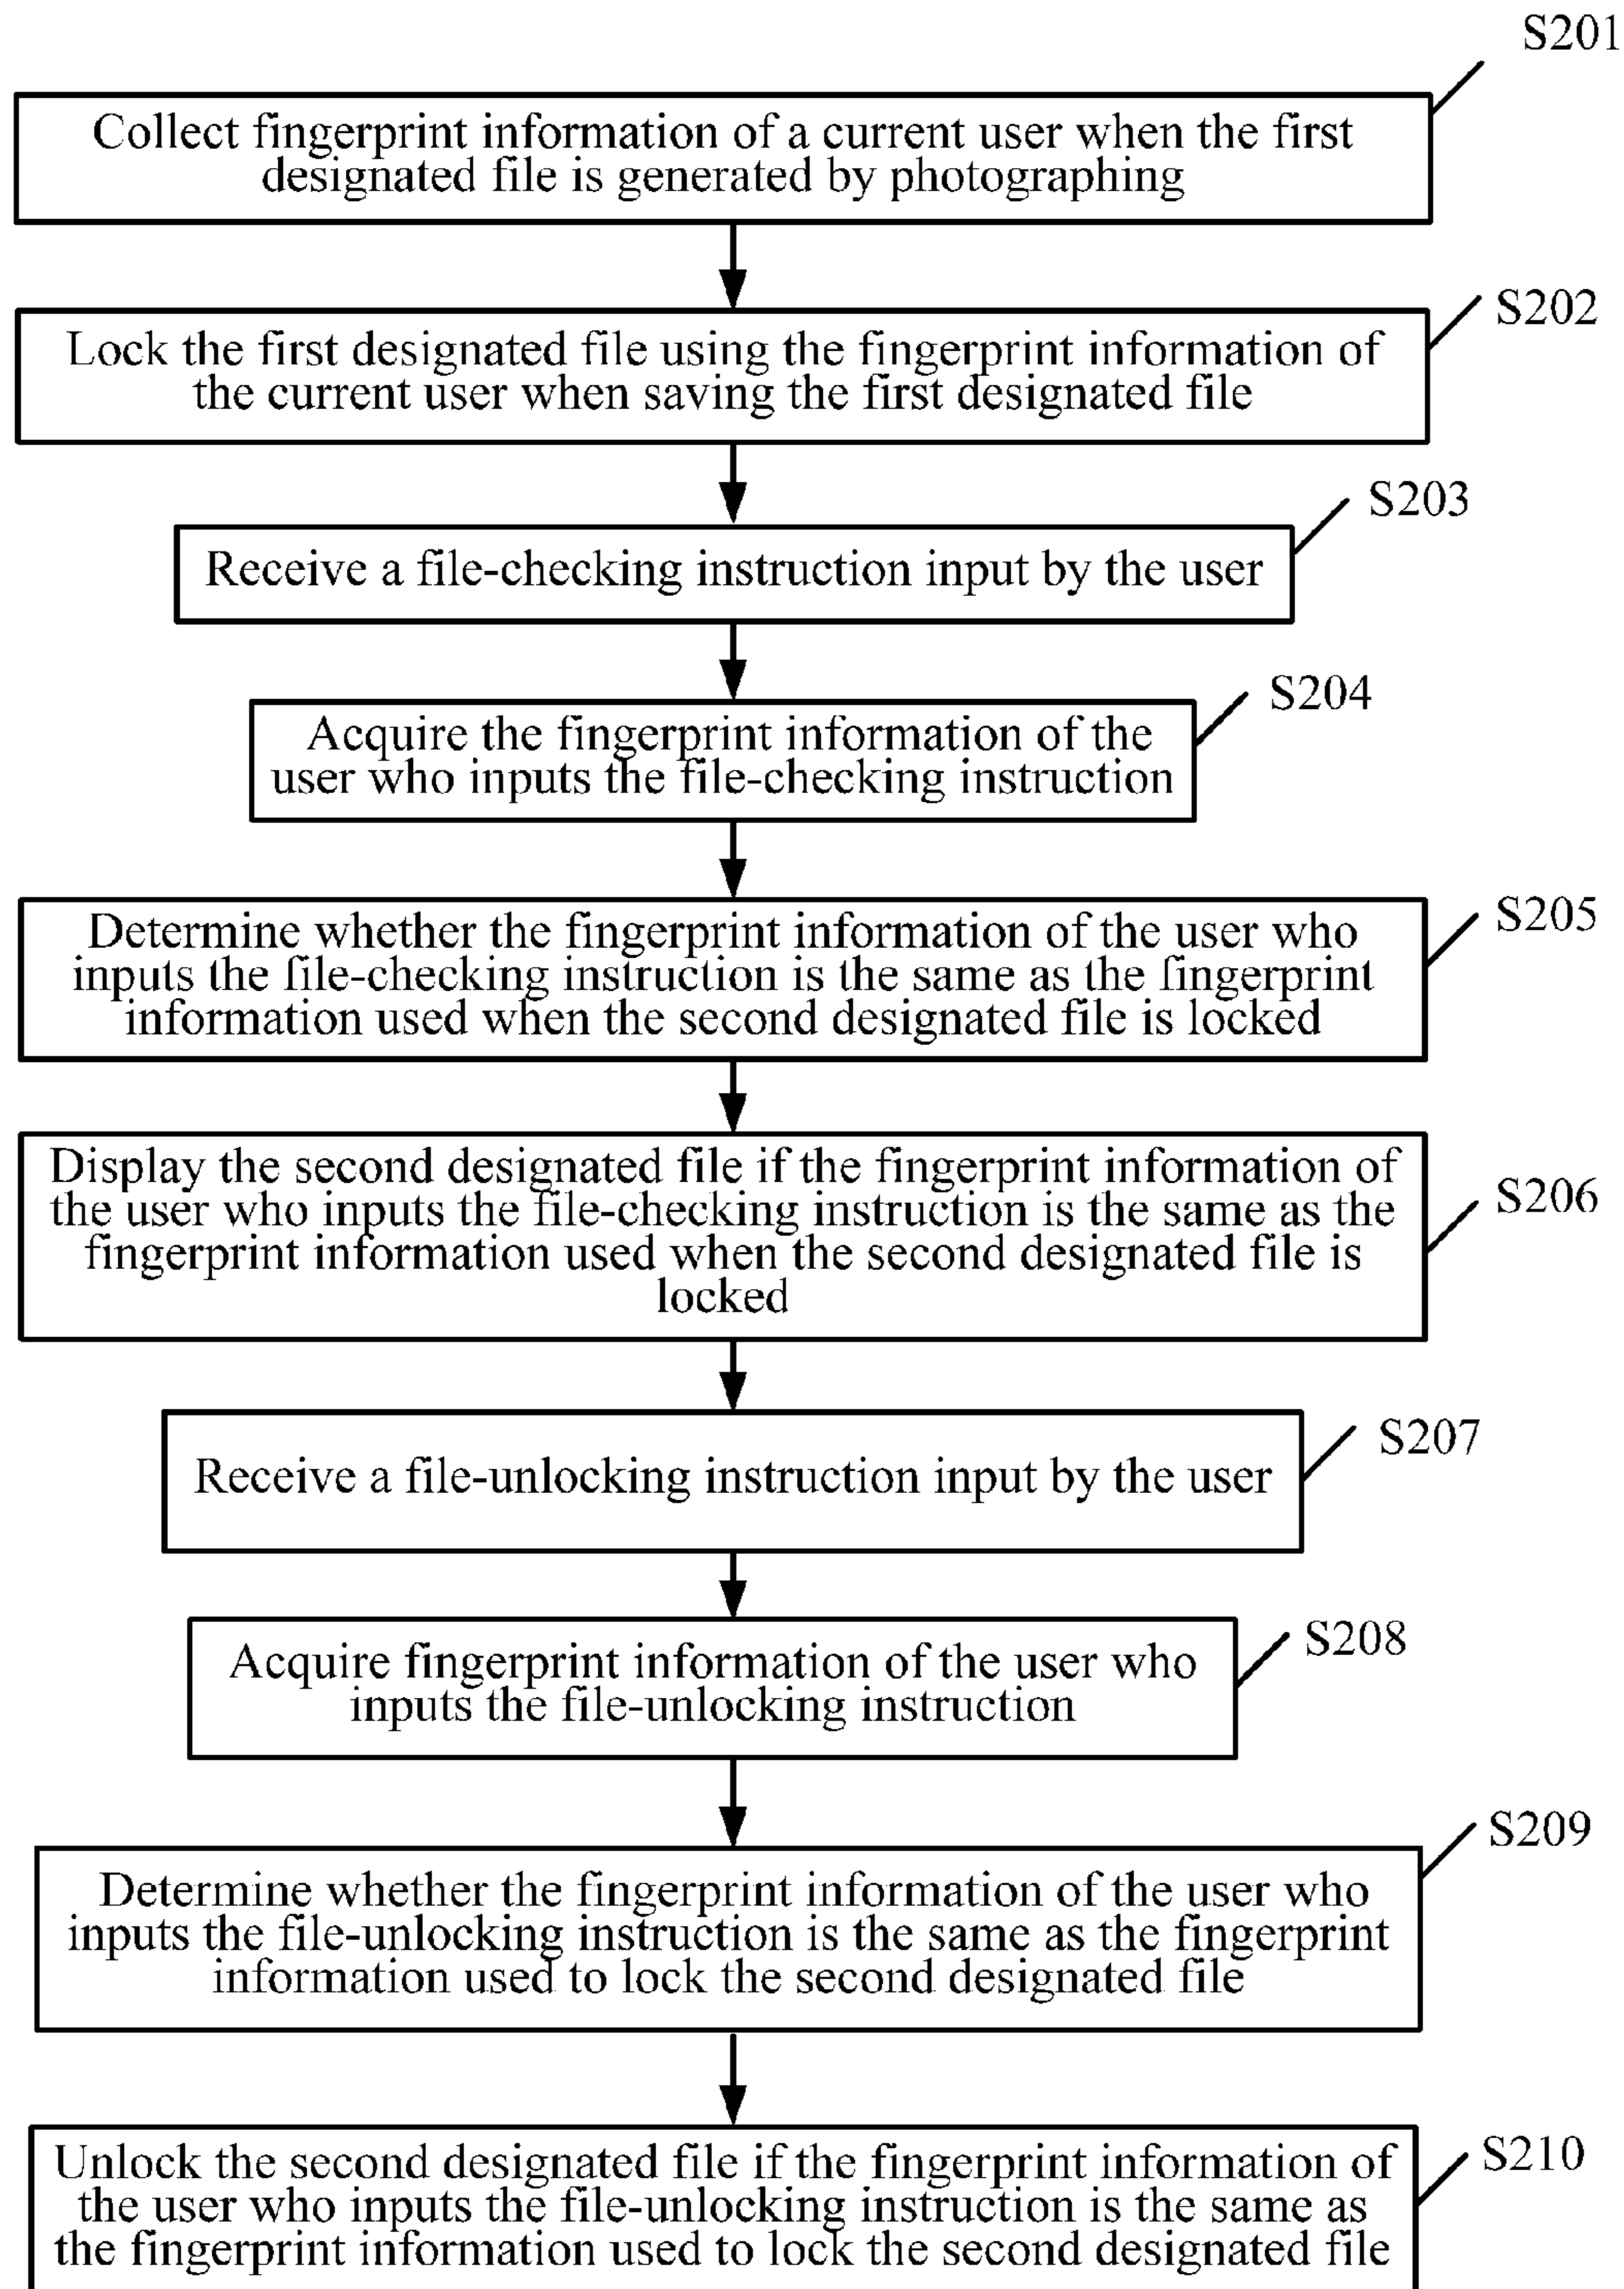 S201
Collect fingerprint information of a current user when the first
designated file is generated by photographing
S202
Lock the first designated file using the fingerprint information of
the current user when saving the first designated file
S203
Receive a file-checking instruction input by the user
S204
Acquire the fingerprint information of the
user who inputs the file-checking instruction
S205
Determine whether the fingerprint information of the user who
inputs the file-checking instruction is the same as the fingerprint
information used when the second designated file is locked
S206
Display the second designated file if the fingerprint information of
the user who inputs the file-checking instruction is the same as the
fingerprint information used when the second designated file is
locked
S207
Receive a file-unlocking instruction input by the user
S208
Acquire fingerprint information of the user who
inputs the file-unlocking instruction
S209
Determine whether the fingerprint information of the user who
inputs the file-unlocking instruction is the same as the fingerprint
information used to lock the second designated file
S210
Unlock the second designated file if the fingerprint information of
the user who inputs the file-unlocking instruction is the same as
the fingerprint information used to lock the second designated file